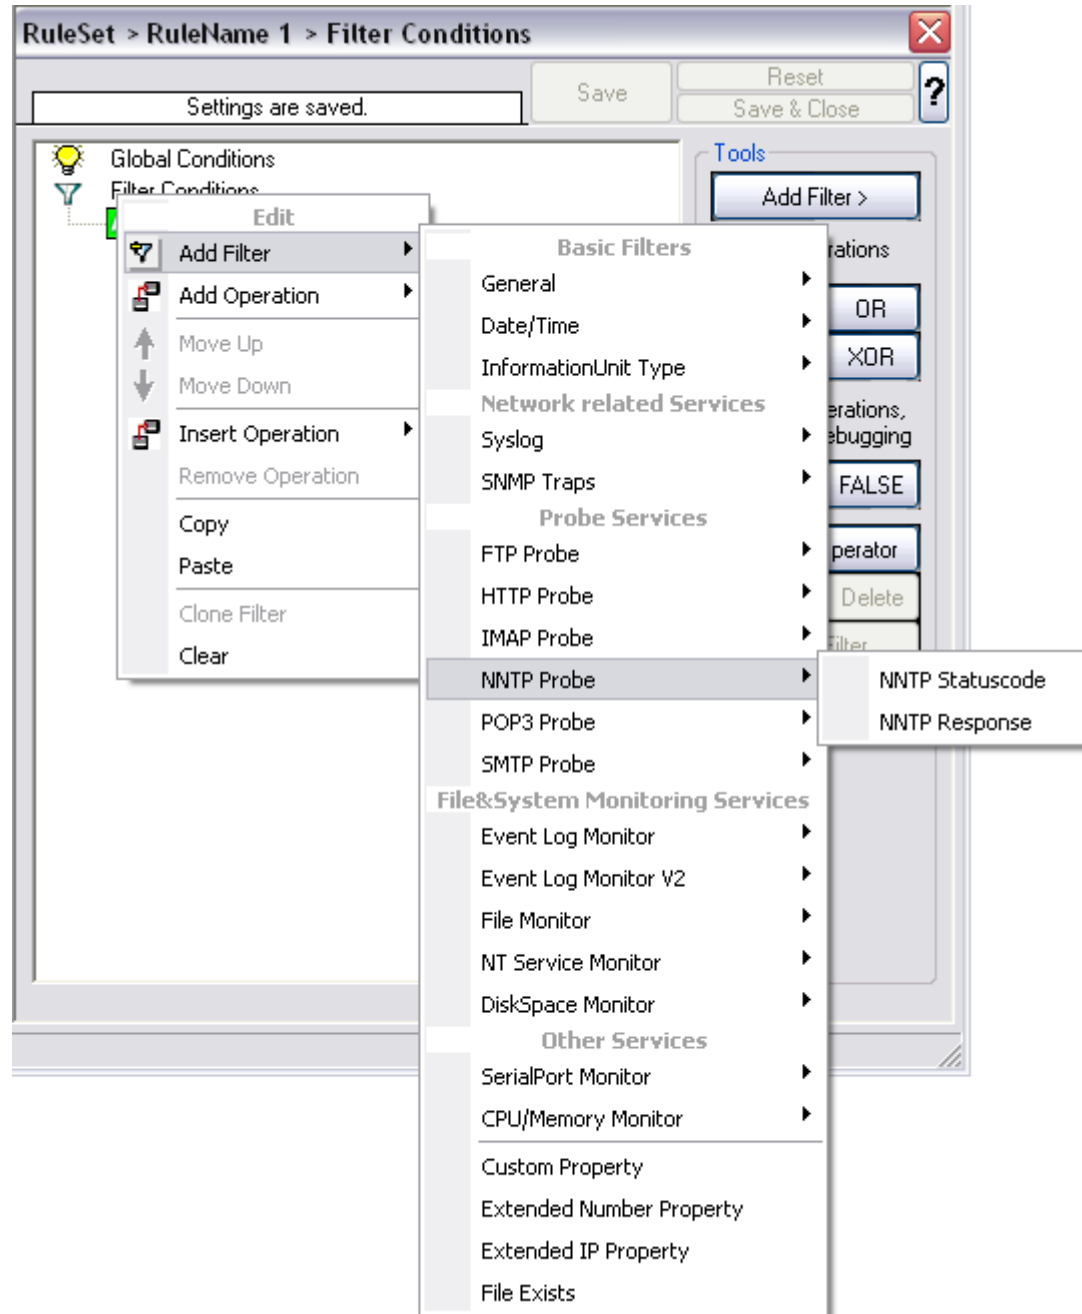 RuleSet > RuleName 1 > Filter Conditions
Settings are saved.
Save
Reset
Save & Close
?
Global Conditions
Filter Conditions
Tools
Add Filter >
OR
XOR
FALSE
Delete
Edit
Add Filter
Add Operation
Move Up
Move Down
Insert Operation
Remove Operation
Copy
Paste
Clone Filter
Clear
Basic Filters
General
Date/Time
InformationUnit Type
Network related Services
Syslog
SNMP Traps
Probe Services
FTP Probe
HTTP Probe
IMAP Probe
NNTP Probe
POP3 Probe
SMTP Probe
File&System Monitoring Services
Event Log Monitor
Event Log Monitor V2
File Monitor
NT Service Monitor
DiskSpace Monitor
Other Services
SerialPort Monitor
CPU/Memory Monitor
Custom Property
Extended Number Property
Extended IP Property
File Exists
NNTP Statuscode
NNTP Response